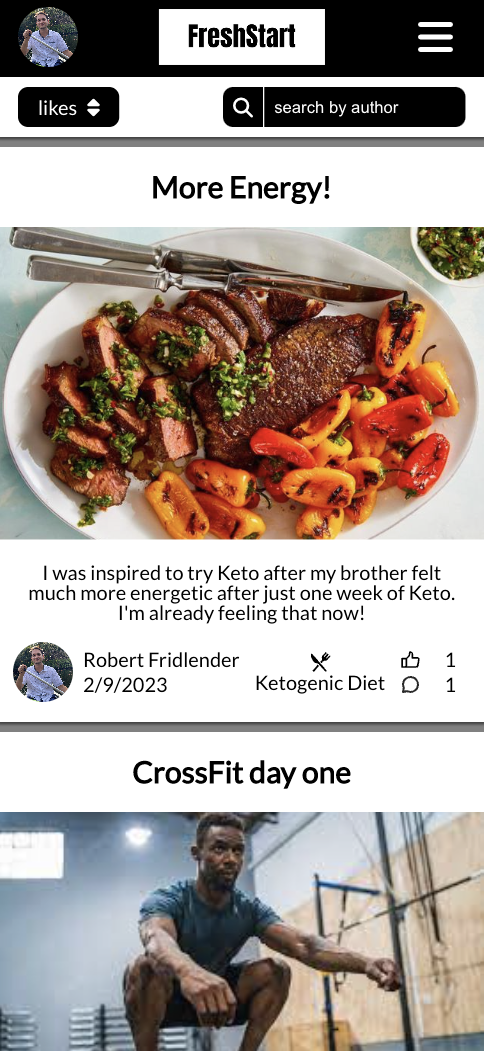 FreshStart
likes
search by author
More Energy!
I was inspired to try Keto after my brother felt
much more energetic after just one week of Keto.
I'm already feeling that now!
Robert Fridlender
2/9/2023
Ketogenic Diet
1
1
CrossFit day one